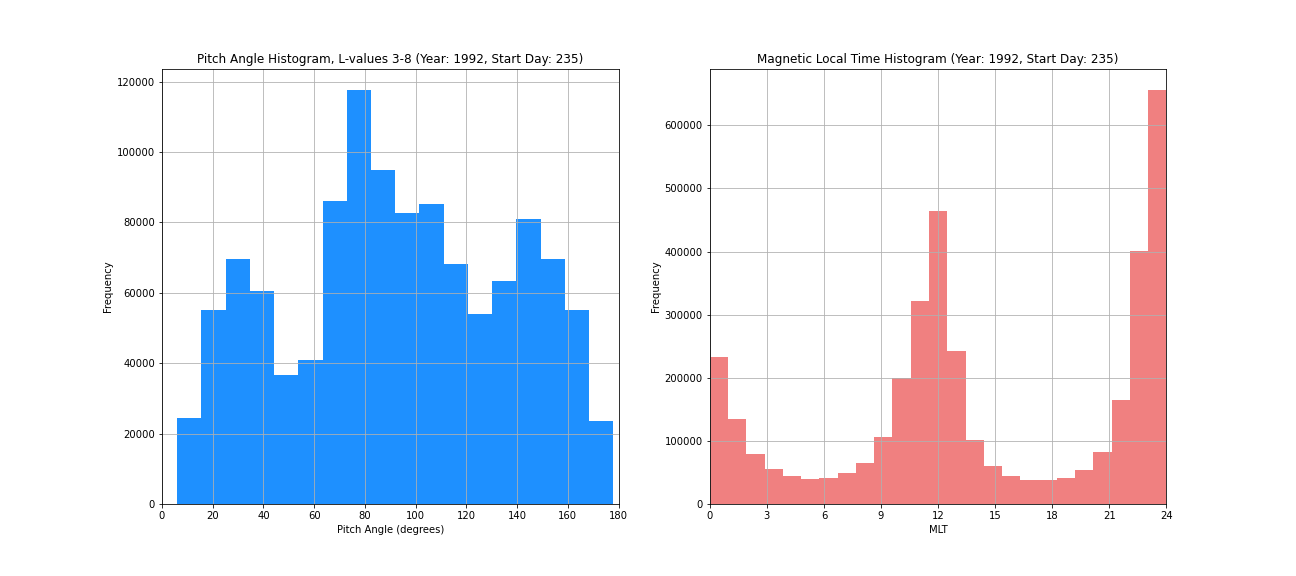 Pitch Angle Histogram, L-values 3-8 (Year: 1992, Start Day: 235)
120000
100000
80000
60000
40000
20000
0
Frequency
0 20 40 60 80 100 120 140 160 180
Pitch Angle (degrees)
Magnetic Local Time Histogram (Year: 1992, Start Day: 235)
600000
500000
400000
300000
200000
100000
0
Frequency
0 3 6 9 12 15 18 21 24
MLT